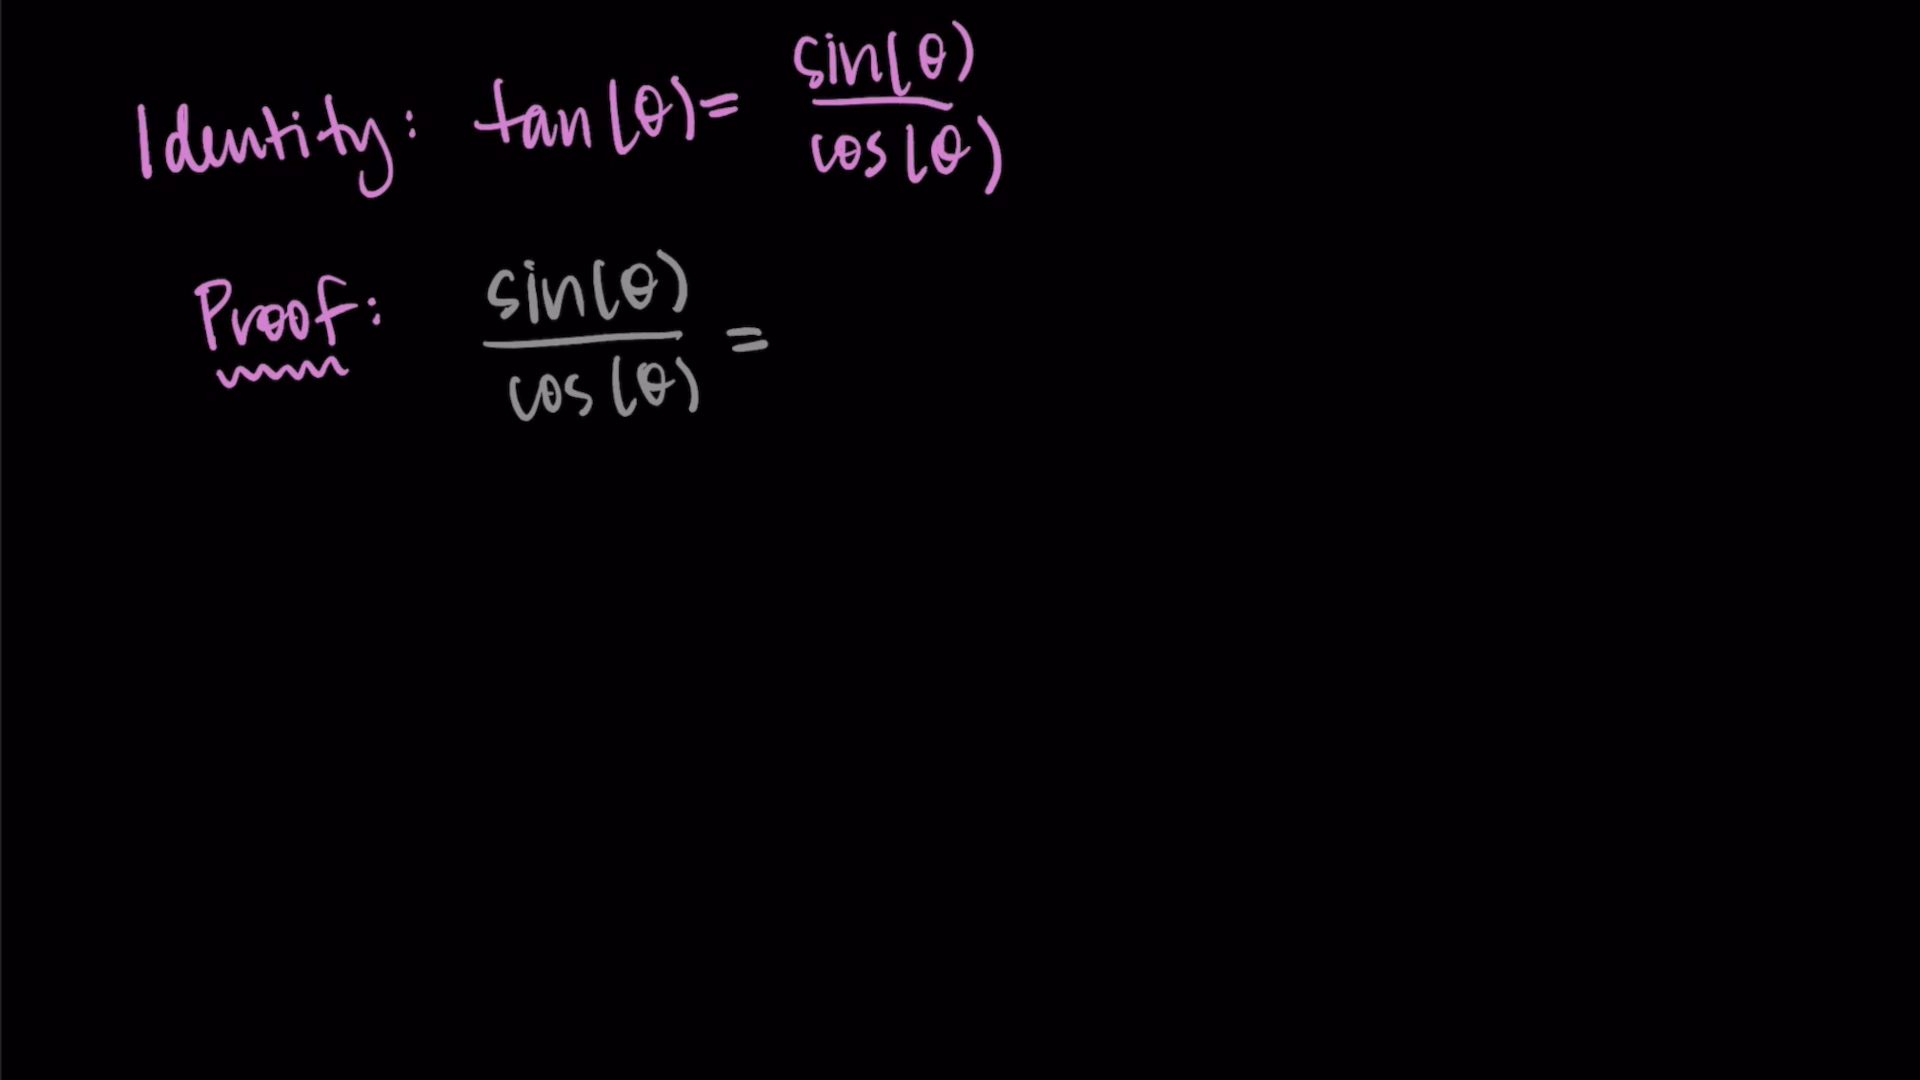 Identity: tan(θ) = sin(θ)/cos(θ)
Proof: sin(θ)/cos(θ) =